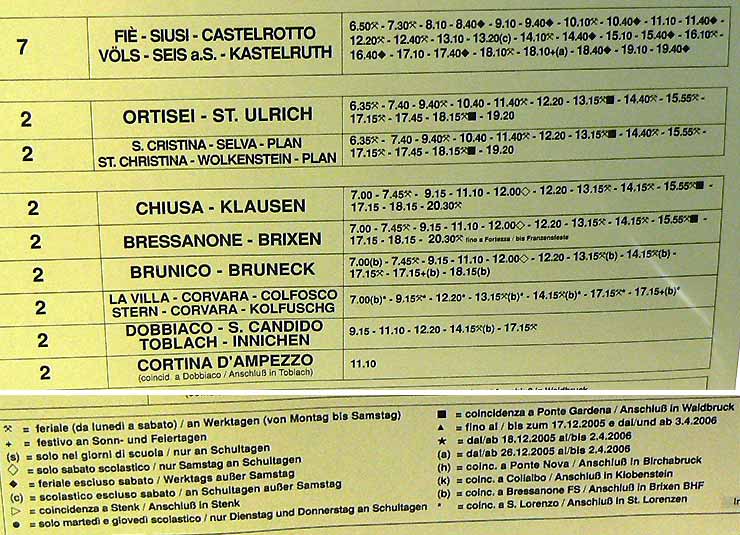 7 FIÈ - SIUSI - CASTELROTTO 6.50⚒ - 7.30⚒ - 8.10 - 8.40◆ - 9.10 - 9.40◆ - 10.10⚒ - 10.40◆ - 11.10 - 11.40◆ -
VÖLS - SEIS a.S. - KASTELRUTH 12.20⚒ - 12.40⚒ - 13.10 - 13.20(c) - 14.10⚒ - 14.40◆ - 15.10 - 15.40◆ - 16.10⚒ -
16.40◆ - 17.10 - 17.40◆ - 18.10⚒ - 18.10+(a) - 18.40◆ - 19.10 - 19.40◆
2 ORTISEI - ST. ULRICH 6.35⚒ - 7.40 - 9.40⚒ - 10.40 - 11.40⚒ - 12.20 - 13.15⚒■ - 14.40⚒ - 15.55⚒ -
17.15⚒ - 17.45 - 18.15⚒■ - 19.20
2 S. CRISTINA - SELVA - PLAN 6.35⚒ - 7.40 - 9.40⚒ - 10.40 - 11.40⚒ - 12.20 - 13.15⚒■ - 14.40⚒ - 15.55⚒ -
ST. CHRISTINA - WOLKENSTEIN - PLAN 17.15⚒ - 17.45 - 18.15⚒■ - 19.20
2 CHIUSA - KLAUSEN 7.00 - 7.45⚒ - 9.15 - 11.10 - 12.00◇ - 12.20 - 13.15⚒ - 14.15⚒ - 15.55⚒■ -
17.15 - 18.15 - 20.30⚒
2 BRESSANONE - BRIXEN 7.00 - 7.45⚒ - 9.15 - 11.10 - 12.00◇ - 12.20 - 13.15⚒ - 14.15⚒ - 15.55⚒■ -
17.15 - 18.15 - 20.30⚒ fino a Fortezza / bis Franzensfeste
2 BRUNICO - BRUNECK 7.00(b) - 7.45⚒ - 9.15 - 11.10 - 12.00◇ - 12.20 - 13.15⚒(b) - 14.15⚒(b) -
17.15⚒ - 17.15+(b) - 18.15(b)
2 LA VILLA - CORVARA - COLFOSCO 7.00(b)* - 9.15⚒* - 12.20* - 13.15⚒(b)* - 14.15⚒(b)* - 17.15⚒* - 17.15+(b)*
STERN - CORVARA - KOLFUSCHG
2 DOBBIACO - S. CANDIDO 9.15 - 11.10 - 12.20 - 14.15⚒(b) - 17.15⚒
TOBLACH - INNICHEN
2 CORTINA D'AMPEZZO 11.10
(coincid. a Dobbiaco / Anschluß in Toblach)
⚒ = feriale (da lunedì a sabato) / an Werktagen (von Montag bis Samstag)
+ = festivo an Sonn- und Feiertagen
(s) = solo nei giorni di scuola / nur an Schultagen
◇ = solo sabato scolastico / nur Samstag an Schultagen
◆ = feriale escluso sabato / Werktags außer Samstag
(c) = scolastico escluso sabato / an Schultagen außer Samstag
▷ = coincidenza a Stenk / Anschluß in Stenk
● = solo martedì e giovedì scolastico / nur Dienstag und Donnerstag an Schultagen
■ = coincidenza a Ponte Gardena / Anschluß in Waidbruck
▲ = fino al / bis zum 17.12.2005 e dal/und ab 3.4.2006
★ = dal/ab 18.12.2005 al/bis 2.4.2006
(a) = dal/ab 26.12.2005 al/bis 2.4.2006
(h) = coinc. a Ponte Nova / Anschluß in Birchabruck
(k) = coinc. a Collalbo / Anschluß in Klobenstein
(b) = coinc. a Bressanone FS / Anschluß in Brixen BHF
* = coinc. a S. Lorenzo / Anschluß in St. Lorenzen